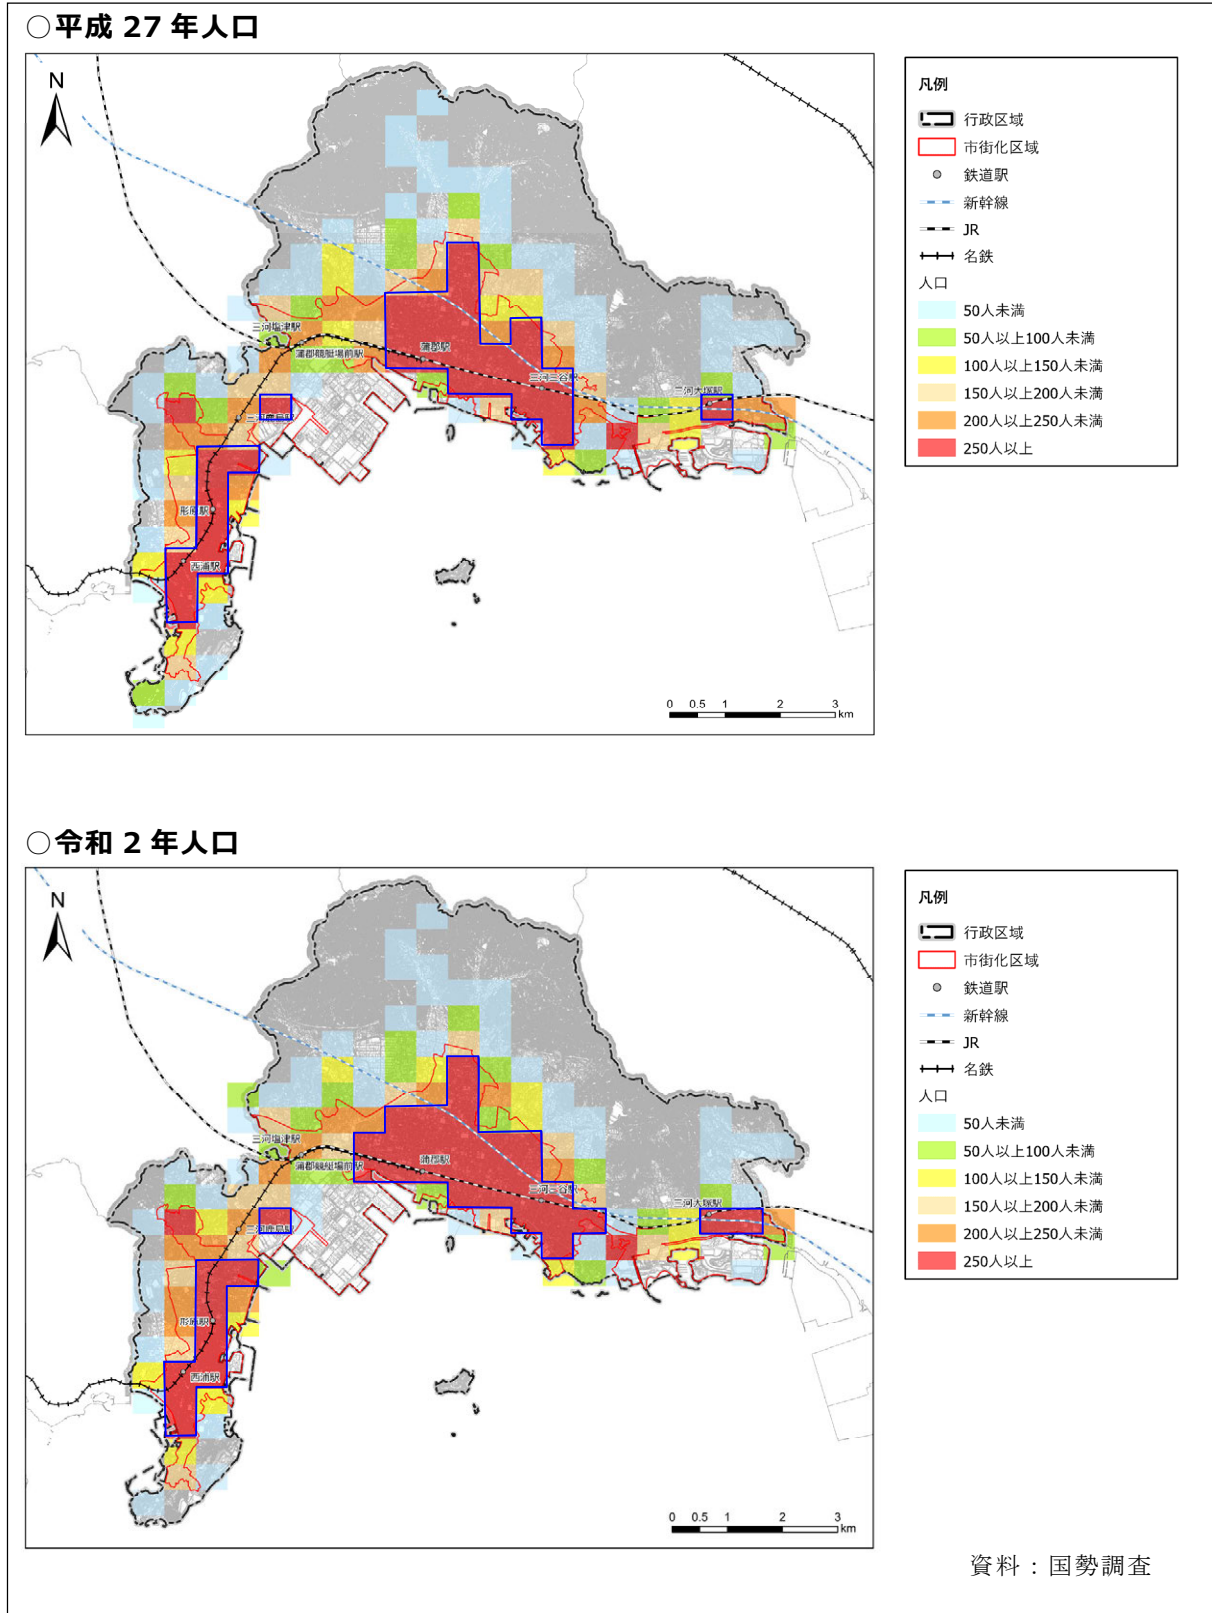 ○平成 27 年人口
N
三河塩津駅
蒲郡競艇場前駅
蒲郡駅
三河三谷駅
三河大塚駅
三河鹿島駅
形原駅
西浦駅
0 0.5 1 2 3
km
凡例
行政区域
市街化区域
鉄道駅
新幹線
JR
名鉄
人口
50人未満
50人以上100人未満
100人以上150人未満
150人以上200人未満
200人以上250人未満
250人以上
○令和 2 年人口
N
三河塩津駅
蒲郡競艇場前駅
蒲郡駅
三河三谷駅
三河大塚駅
三河鹿島駅
形原駅
西浦駅
0 0.5 1 2 3
km
凡例
行政区域
市街化区域
鉄道駅
新幹線
JR
名鉄
人口
50人未満
50人以上100人未満
100人以上150人未満
150人以上200人未満
200人以上250人未満
250人以上
資料：国勢調査